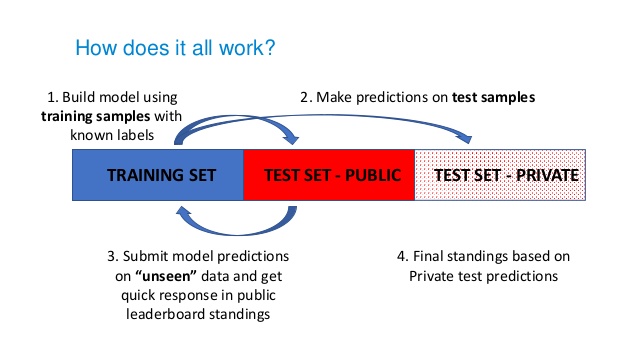 How does it all work?
1. Build model using
training samples with
known labels
2. Make predictions on test samples
TRAINING SET
TEST SET - PUBLIC
TEST SET - PRIVATE
3. Submit model predictions
on “unseen” data and get
quick response in public
leaderboard standings
4. Final standings based on
Private test predictions